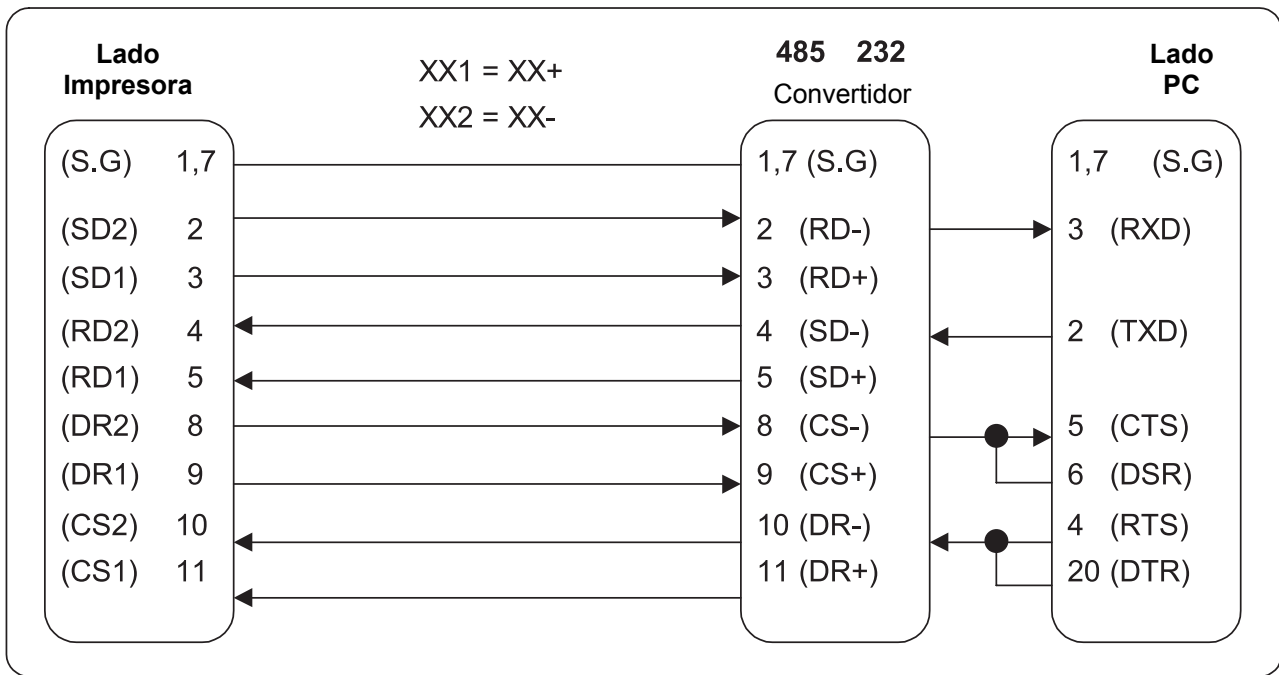 Lado
Impresora
XX1 = XX+
XX2 = XX-
485 232
Convertidor
Lado
PC
(S.G) 1,7
1,7 (S.G)
1,7 (S.G)
(SD2) 2
2 (RD-)
3 (RXD)
(SD1) 3
3 (RD+)
(RD2) 4
4 (SD-)
2 (TXD)
(RD1) 5
5 (SD+)
(DR2) 8
8 (CS-)
5 (CTS)
(DR1) 9
9 (CS+)
6 (DSR)
(CS2) 10
10 (DR-)
4 (RTS)
(CS1) 11
11 (DR+)
20 (DTR)